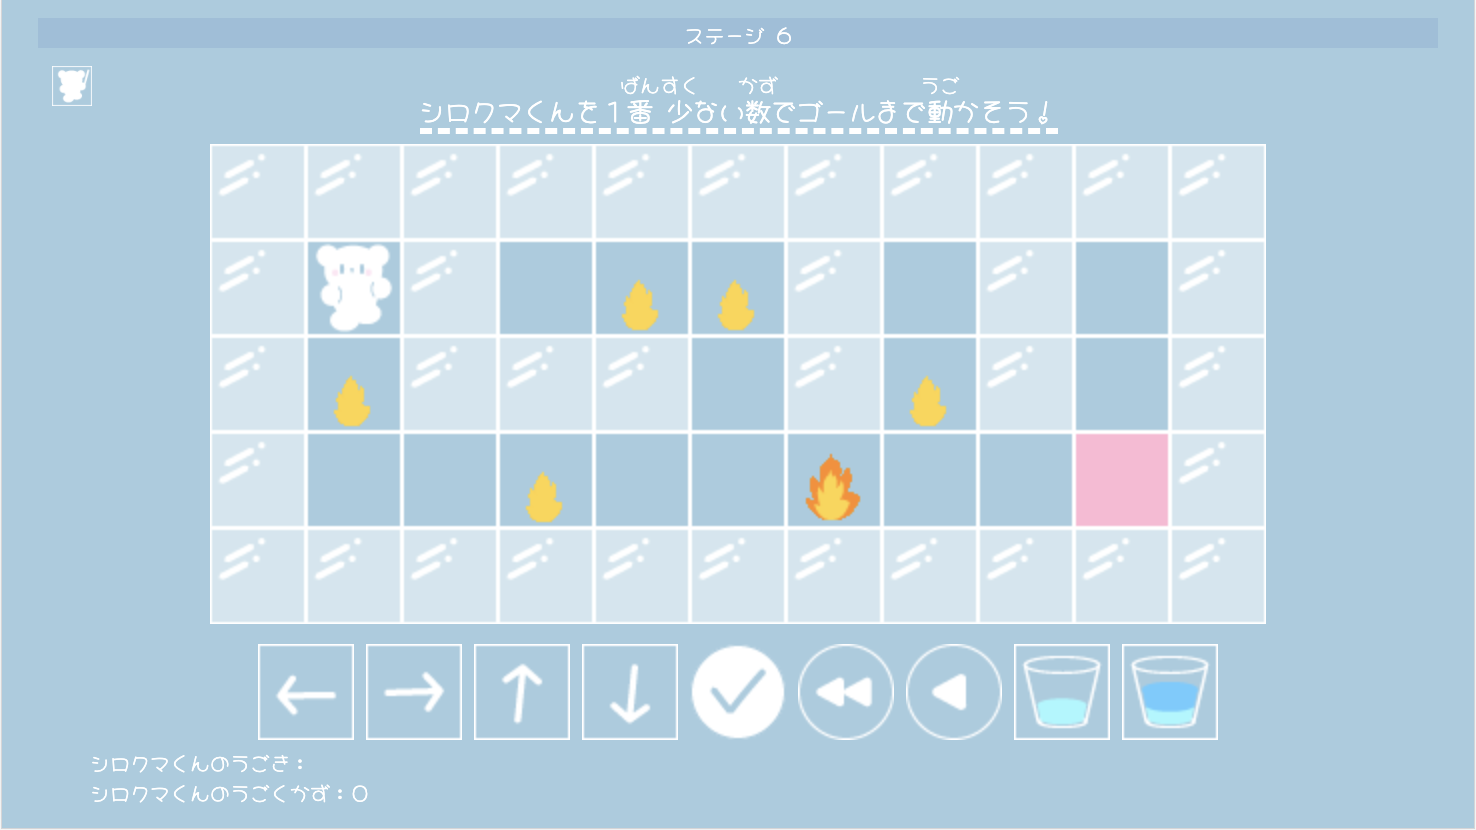 ステージ 6
ばんすく かず うご
シロクマくんを1番 少ない数でゴールまで動かそう!
シロクマくんのうごき:
シロクマくんのうごくかず:0